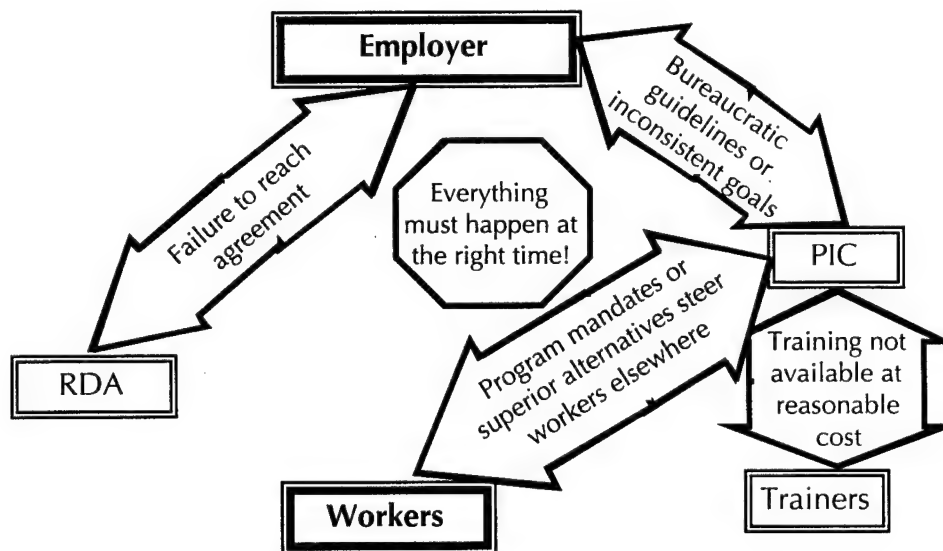 Employer
Bureaucratic
guidelines or
inconsistent goals
Failure to reach
agreement
Everything
must happen at
the right time!
PIC
Program mandates or
superior alternatives steer
workers elsewhere
Training not
available at
reasonable
cost
RDA
Workers
Trainers